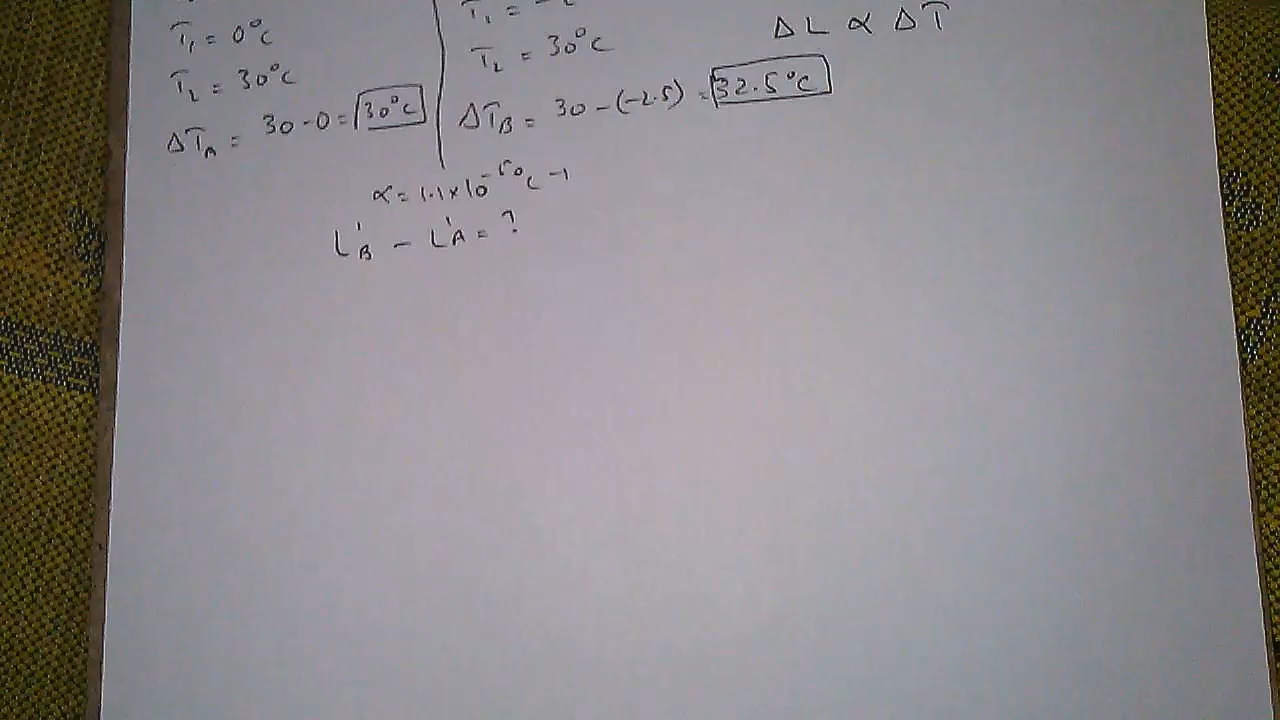 T₁ = 0°C
T₂ = 30°C
ΔT_A = 30 - 0 = 30°C
T₁ =
T₂ = 30°C
ΔT_B = 30 - (-2.5) = 32.5°C
ΔL ∝ ΔT
α = 1.1 × 10⁻⁵ °C⁻¹
L'_B - L'_A = ?